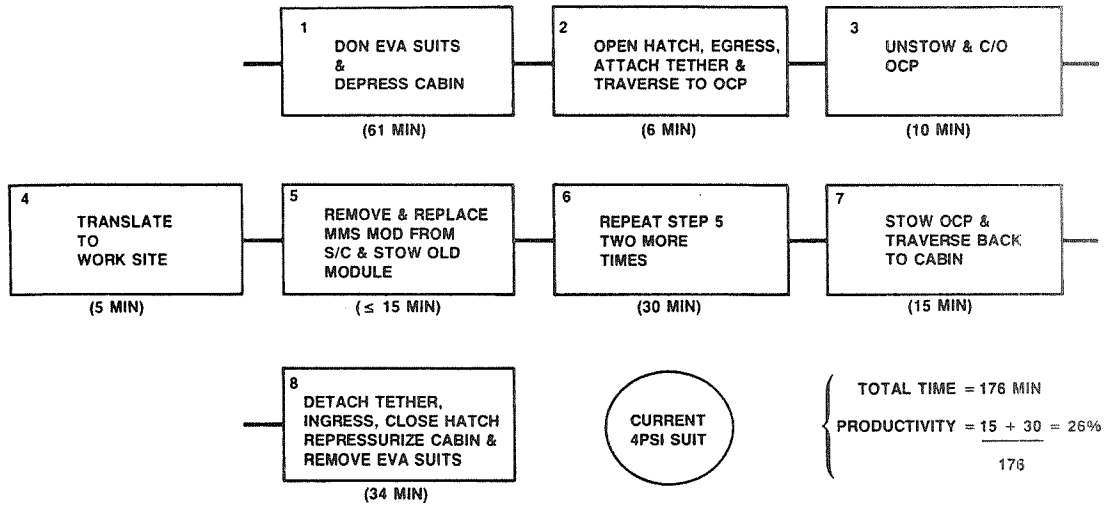 1
DON EVA SUITS
&
DEPRESS CABIN
(61 MIN)
2
OPEN HATCH, EGRESS,
ATTACH TETHER &
TRAVERSE TO OCP
(6 MIN)
3
UNSTOW & C/O
OCP
(10 MIN)
4
TRANSLATE
TO
WORK SITE
(5 MIN)
5
REMOVE & REPLACE
MMS MOD FROM
S/C & STOW OLD
MODULE
(≤ 15 MIN)
6
REPEAT STEP 5
TWO MORE
TIMES
(30 MIN)
7
STOW OCP &
TRAVERSE BACK
TO CABIN
(15 MIN)
8
DETACH TETHER,
INGRESS, CLOSE HATCH
REPRESSURIZE CABIN &
REMOVE EVA SUITS
(34 MIN)
CURRENT
4PSI SUIT
TOTAL TIME = 176 MIN
PRODUCTIVITY = 15 + 30 = 26%
176